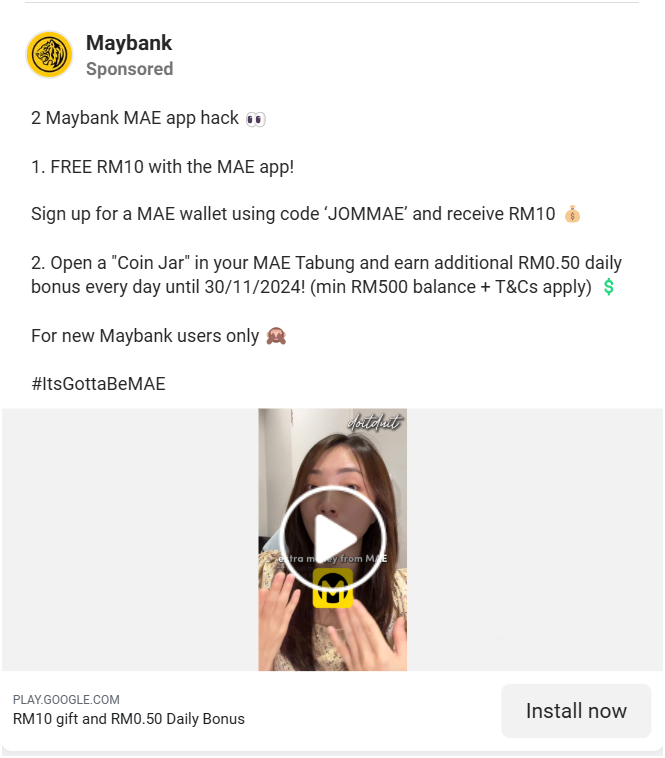 Maybank
Sponsored
2 Maybank MAE app hack 👀
1. FREE RM10 with the MAE app!
Sign up for a MAE wallet using code ‘JOMMAE’ and receive RM10 💰
2. Open a "Coin Jar" in your MAE Tabung and earn additional RM0.50 daily
bonus every day until 30/11/2024! (min RM500 balance + T&Cs apply) 💲
For new Maybank users only 🙈
#ItsGottaBeMAE
doitduit
extra money from MAE
PLAY.GOOGLE.COM
RM10 gift and RM0.50 Daily Bonus
Install now